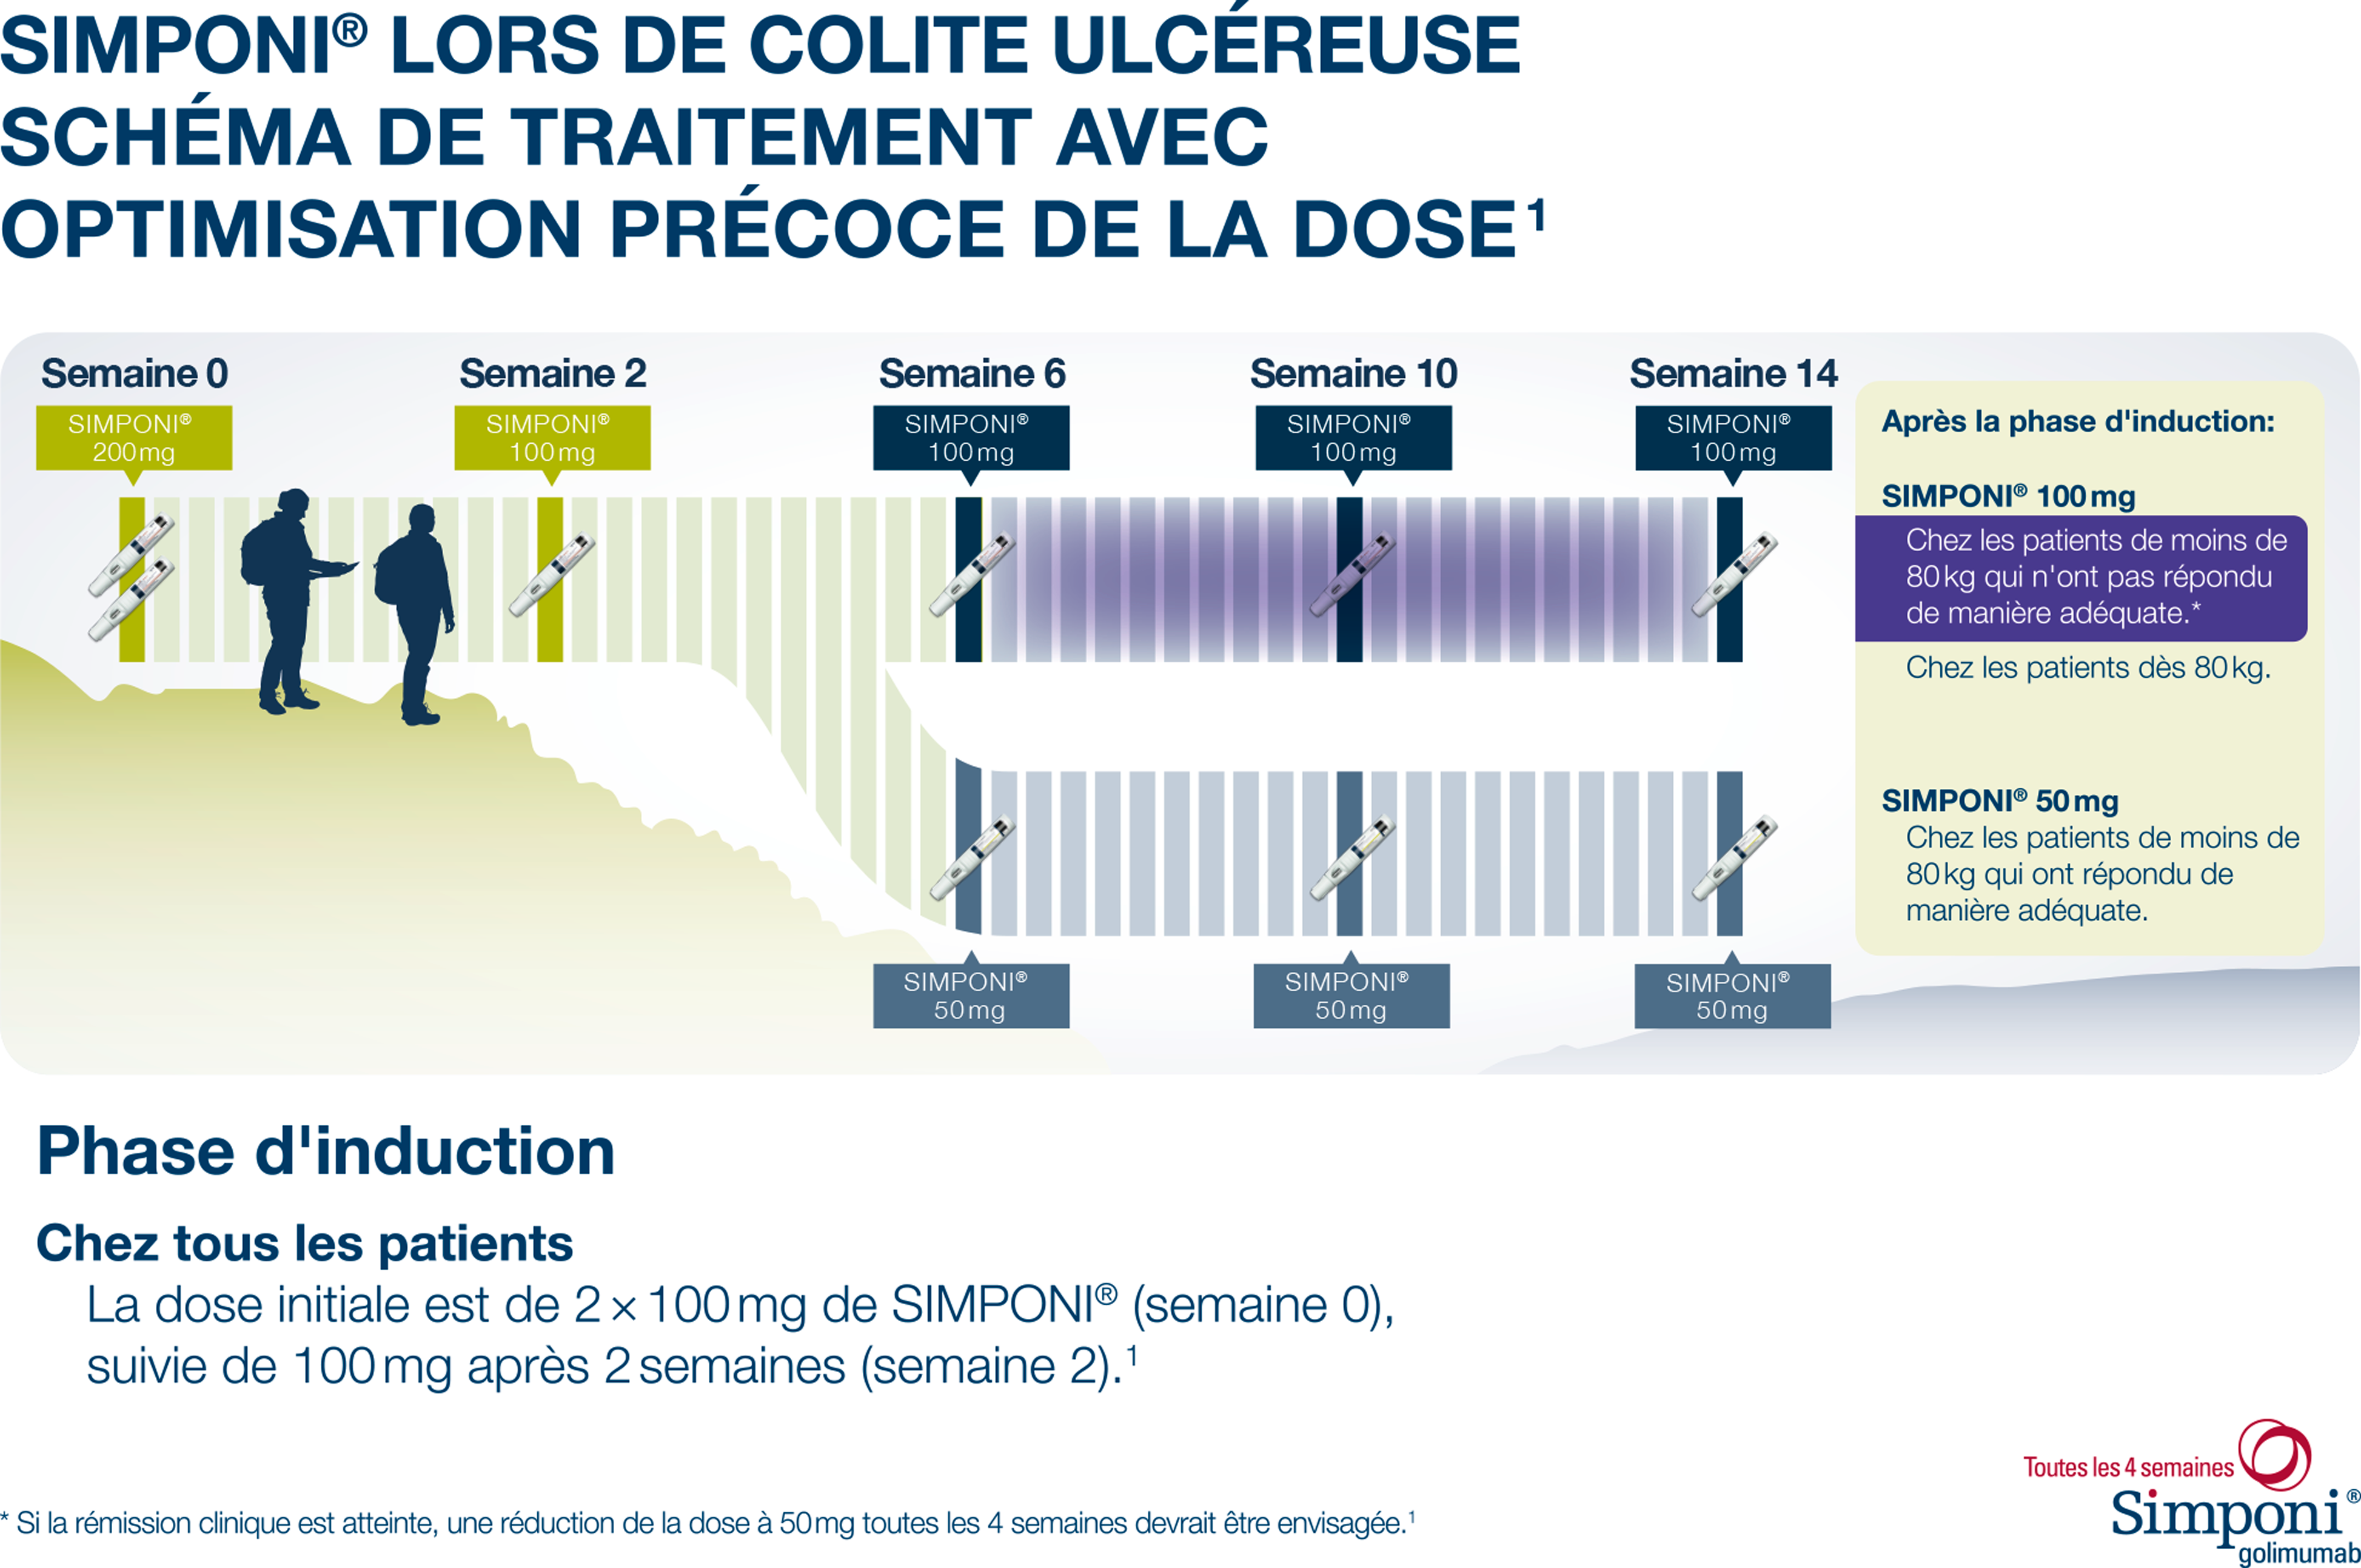 SIMPONI® LORS DE COLITE ULCÉREUSE
SCHÉMA DE TRAITEMENT AVEC
OPTIMISATION PRÉCOCE DE LA DOSE¹
Semaine 0
Semaine 2
Semaine 6
Semaine 10
Semaine 14
SIMPONI®
200 mg
SIMPONI®
100 mg
SIMPONI®
100 mg
SIMPONI®
100 mg
SIMPONI®
100 mg
Après la phase d'induction:
SIMPONI® 100 mg
Chez les patients de moins de
80 kg qui n'ont pas répondu
de manière adéquate.*
Chez les patients dès 80 kg.
SIMPONI® 50 mg
Chez les patients de moins de
80 kg qui ont répondu de
manière adéquate.
SIMPONI®
50 mg
SIMPONI®
50 mg
SIMPONI®
50 mg
Phase d'induction
Chez tous les patients
La dose initiale est de 2 × 100 mg de SIMPONI® (semaine 0),
suivie de 100 mg après 2 semaines (semaine 2).¹
* Si la rémission clinique est atteinte, une réduction de la dose à 50 mg toutes les 4 semaines devrait être envisagée.¹
Toutes les 4 semaines
Simponi®
golimumab